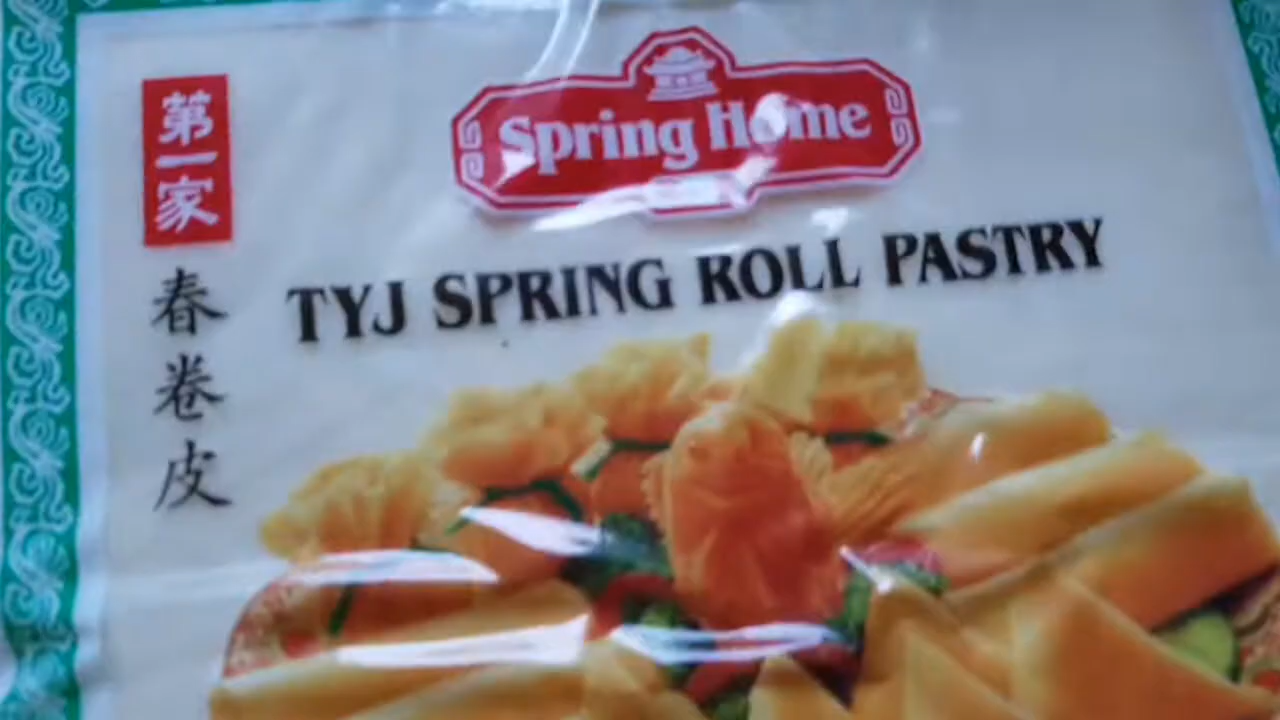 第一家
春卷皮
Spring Home
TYJ SPRING ROLL PASTRY